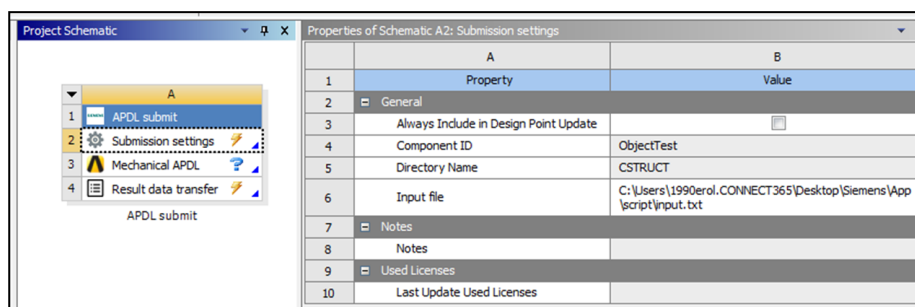 Project Schematic
A
1 SIEMENS APDL submit
2 Submission settings
3 Mechanical APDL ?
4 Result data transfer
APDL submit
Properties of Schematic A2: Submission settings
A B
1 Property Value
2 General
3 Always Include in Design Point Update
4 Component ID ObjectTest
5 Directory Name CSTRUCT
6 Input file C:\Users\1990erol.CONNECT365\Desktop\Siemens\App
\script\input.txt
7 Notes
8 Notes
9 Used Licenses
10 Last Update Used Licenses